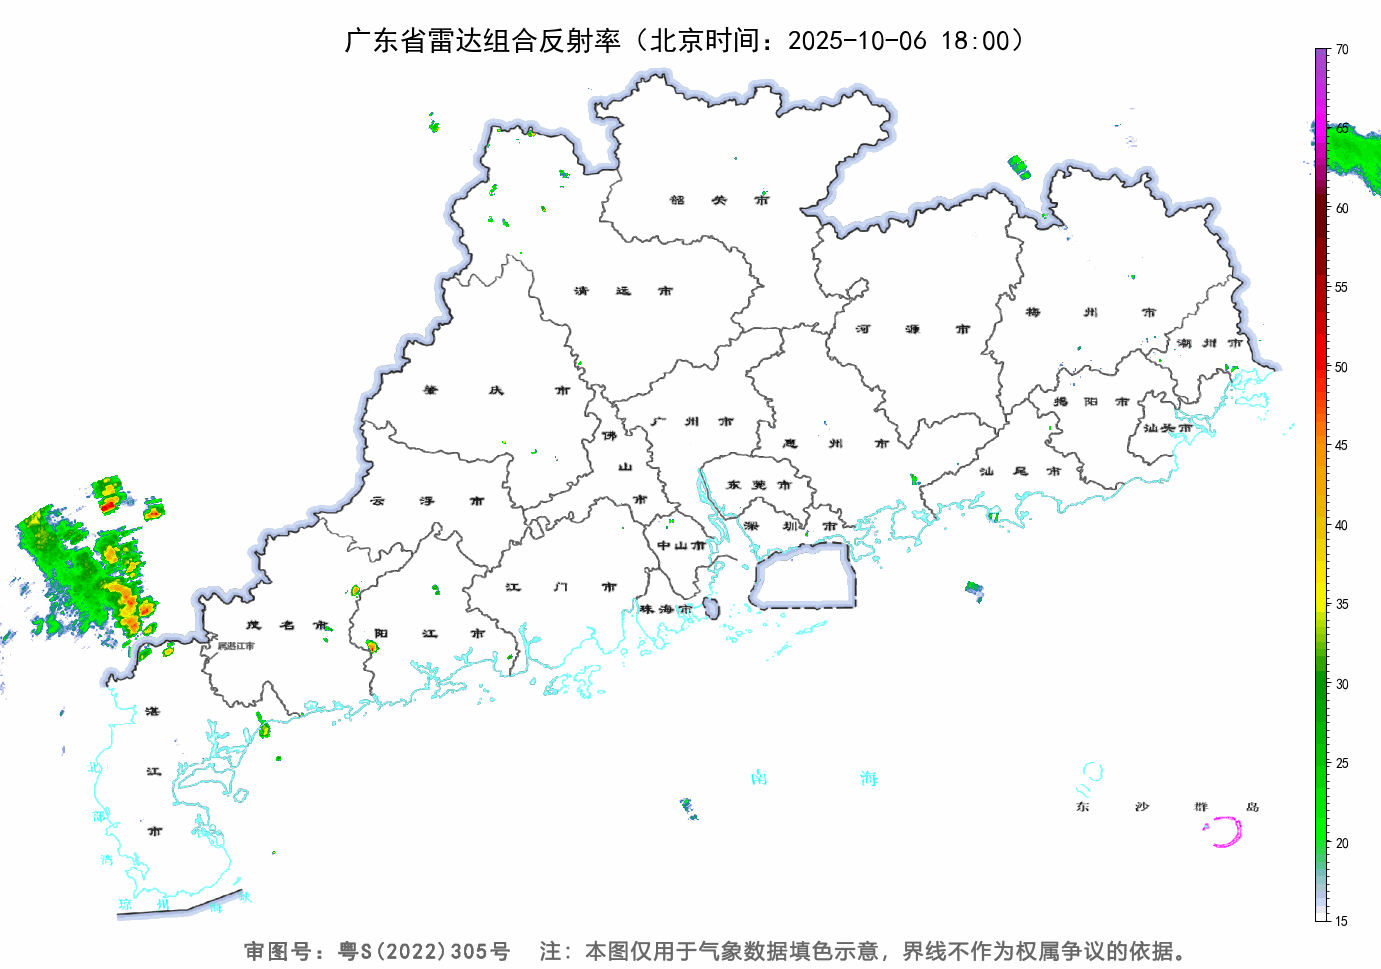 广东省雷达组合反射率（北京时间：2025-10-06 18:00）
70
65
60
55
50
45
40
35
30
25
20
15
韶关市
清远市
河源市
梅州市
潮州市
肇庆市
广州市
揭阳市
汕头市
佛山市
惠州市
汕尾市
云浮市
东莞市
深圳市
中山市
江门市
珠海市
茂名市
阳江市
属湛江市
湛江市
北部湾
南海
东沙群岛
琼州海峡
审图号：粤S(2022)305号 注：本图仅用于气象数据填色示意，界线不作为权属争议的依据。